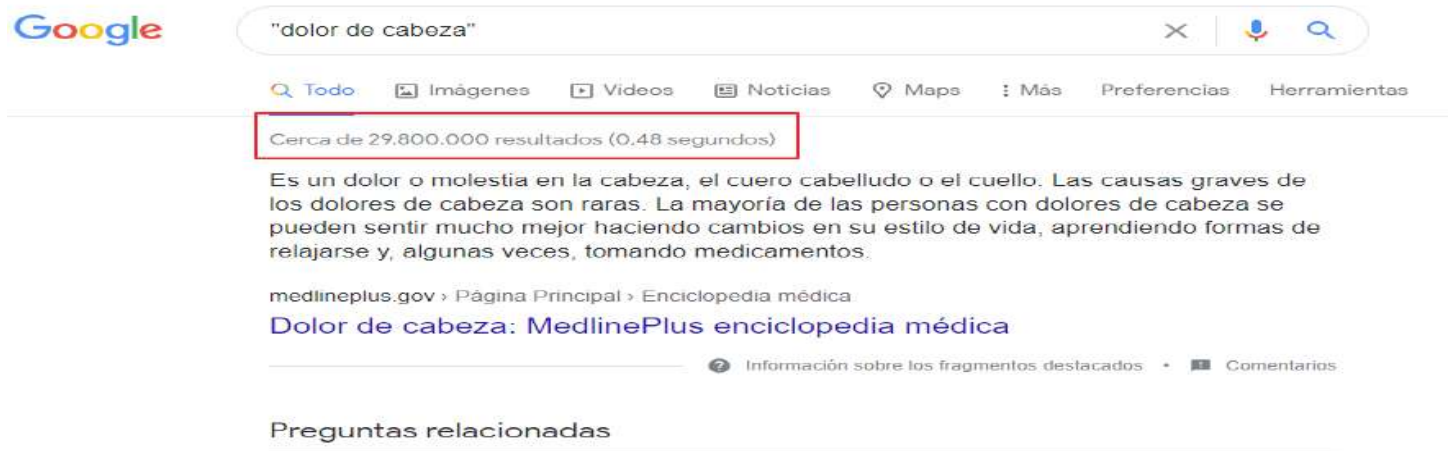 Google
"dolor de cabeza"
Todo Imágenes Videos Noticias Maps Más Preferencias Herramientas
Cerca de 29.800.000 resultados (0,48 segundos)
Es un dolor o molestia en la cabeza, el cuero cabelludo o el cuello. Las causas graves de
los dolores de cabeza son raras. La mayoría de las personas con dolores de cabeza se
pueden sentir mucho mejor haciendo cambios en su estilo de vida, aprendiendo formas de
relajarse y, algunas veces, tomando medicamentos.
medlineplus.gov › Página Principal › Enciclopedia médica
Dolor de cabeza: MedlinePlus enciclopedia médica
Información sobre los fragmentos destacados • Comentarios
Preguntas relacionadas